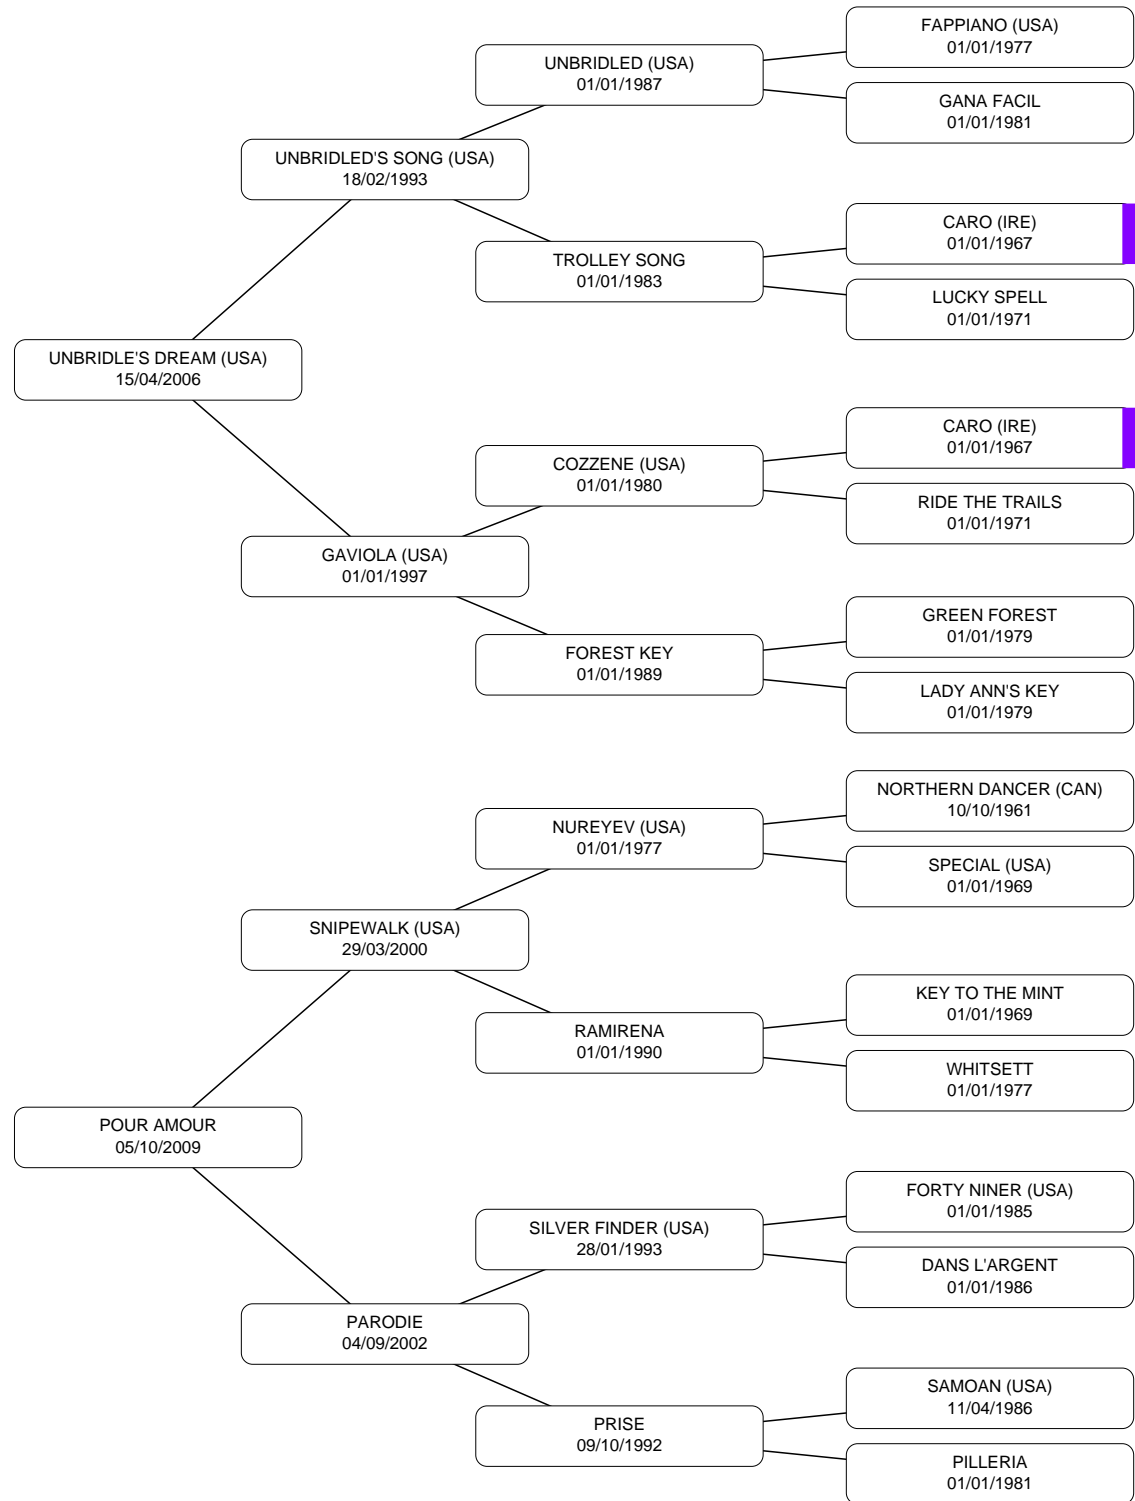 FAPPIANO (USA)
01/01/1977
UNBRIDLED (USA)
01/01/1987
GANA FACIL
01/01/1981
UNBRIDLED'S SONG (USA)
18/02/1993
CARO (IRE)
01/01/1967
TROLLEY SONG
01/01/1983
LUCKY SPELL
01/01/1971
UNBRIDLE'S DREAM (USA)
15/04/2006
CARO (IRE)
01/01/1967
COZZENE (USA)
01/01/1980
RIDE THE TRAILS
01/01/1971
GAVIOLA (USA)
01/01/1997
GREEN FOREST
01/01/1979
FOREST KEY
01/01/1989
LADY ANN'S KEY
01/01/1979
NORTHERN DANCER (CAN)
10/10/1961
NUREYEV (USA)
01/01/1977
SPECIAL (USA)
01/01/1969
SNIPEWALK (USA)
29/03/2000
KEY TO THE MINT
01/01/1969
RAMIRENA
01/01/1990
WHITSETT
01/01/1977
POUR AMOUR
05/10/2009
FORTY NINER (USA)
01/01/1985
SILVER FINDER (USA)
28/01/1993
DANS L'ARGENT
01/01/1986
PARODIE
04/09/2002
SAMOAN (USA)
11/04/1986
PRISE
09/10/1992
PILLERIA
01/01/1981